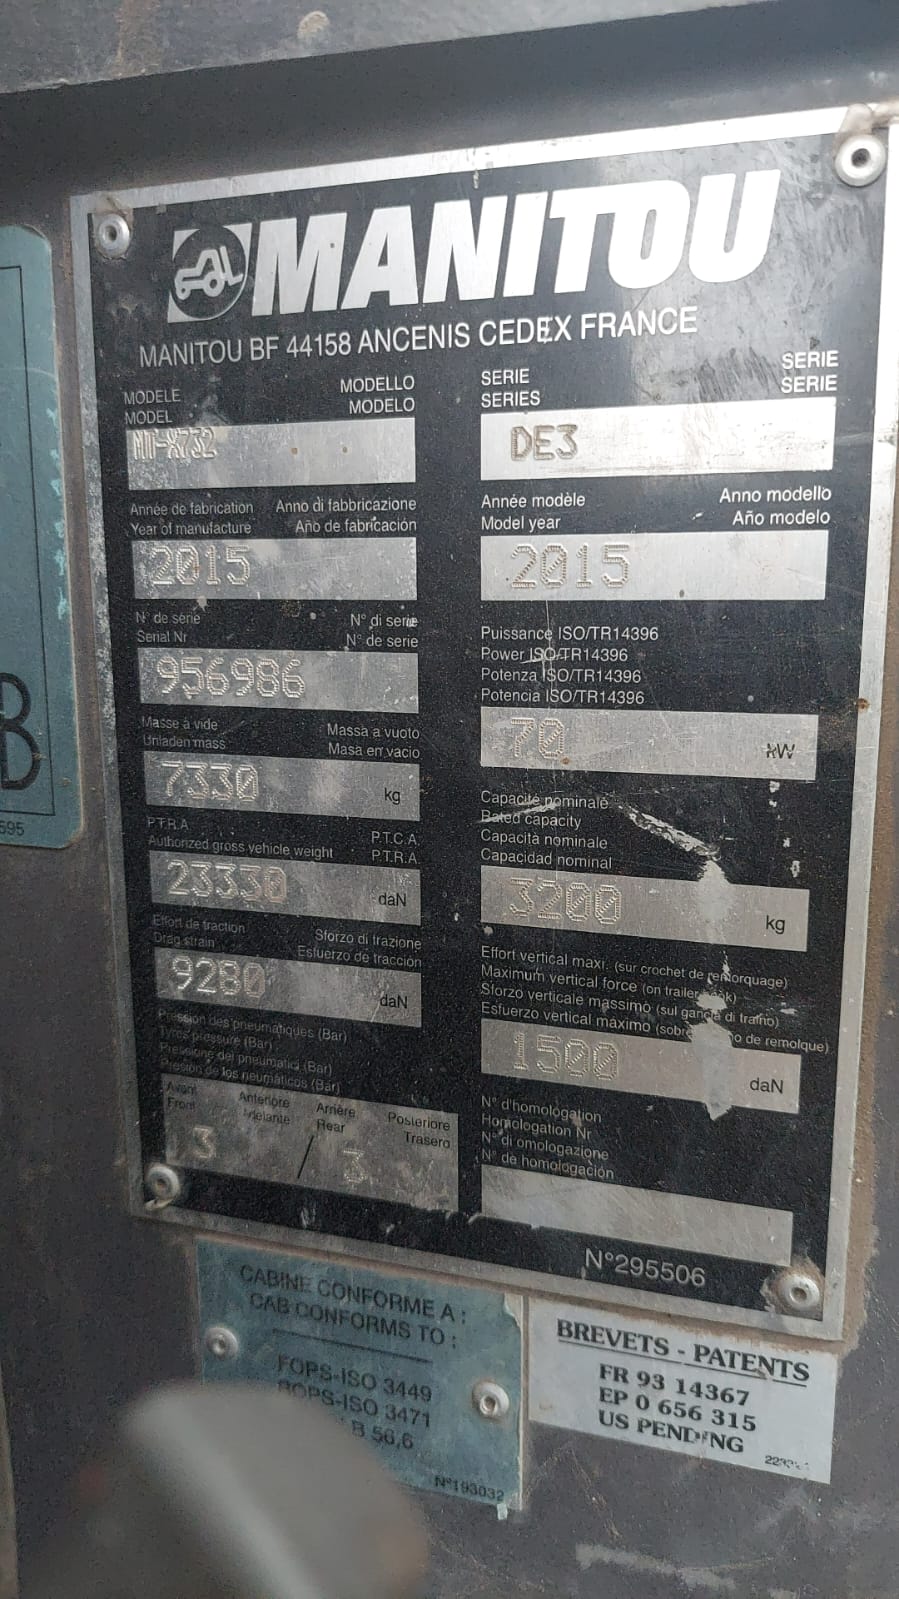 MANITOU
MANITOU BF 44158 ANCENIS CEDEX FRANCE
MODELE MODELLO
MODEL MODELO
MT-X732
Année de fabrication Anno di fabbricazione
Year of manufacture Año de fabricación
2015
N° de série N° di serie
Serial Nr N° de serie
956986
Masse à vide Massa a vuoto
Unladen mass Masa en vacio
7330 kg
P.T.R.A P.T.C.A.
Authorized gross vehicle weight P.T.R.A.
23330 daN
Effort de traction Sforzo di trazione
Drag strain Esfuerzo de tracción
9280 daN
Pression des pneumatiques (Bar)
Tyres pressure (Bar)
Pressione dei pneumatici (Bar)
Presión de los neumáticos (Bar)
Avant Anteriore Arrière Posteriore
Front Rear Trasero
3 / 3
SERIE SERIE
SERIES SERIE
DE3
Année modèle Anno modello
Model year Año modelo
2015
Puissance ISO/TR14396
Power ISO/TR14396
Potenza ISO/TR14396
Potencia ISO/TR14396
70 kW
Capacité nominale
Rated capacity
Capacità nominale
Capacidad nominal
3200 kg
Effort vertical maxi. (sur crochet de remorquage)
Maximum vertical force (on trailer
Sforzo verticale massimo (sul gancia di traino)
Esfuerzo vertical máximo de remolque)
1500 daN
N° d'homologation
Homologation Nr
N° di omologazione
N° de homologación
N°295506
CABINE CONFORME A :
CAB CONFORMS TO :
FOPS-ISO 3449
ROPS-ISO 3471
B 56,6
N°193032
BREVETS - PATENTS
FR 93 14367
EP 0 656 315
US PENDING
B
595